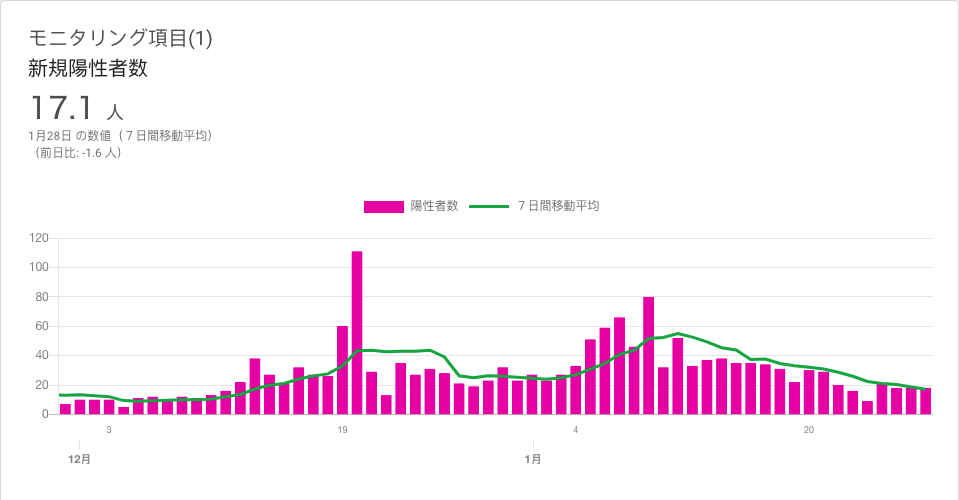 モニタリング項目(1)
新規陽性者数
17.1 人
1月28日 の数値（７日間移動平均）
（前日比: -1.6 人）
陽性者数 ７日間移動平均
120
100
80
60
40
20
0
3 19 4 20
12月 1月